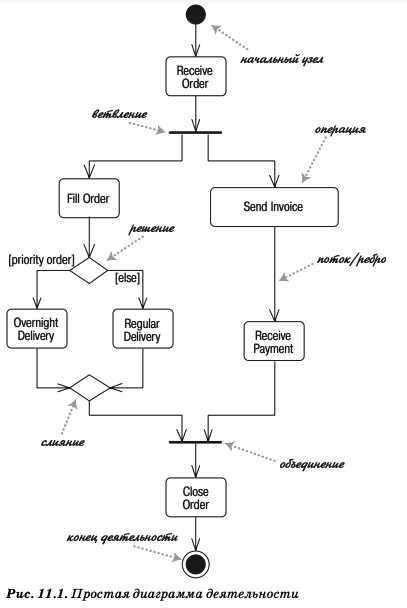 начальный узел
Receive
Order
ветвление
операция
Fill Order
Send Invoice
решение
[priority order]
[else]
поток/ребро
Overnight
Delivery
Regular
Delivery
Receive
Payment
слияние
объединение
Close
Order
конец деятельности
Рис. 11.1. Простая диаграмма деятельности